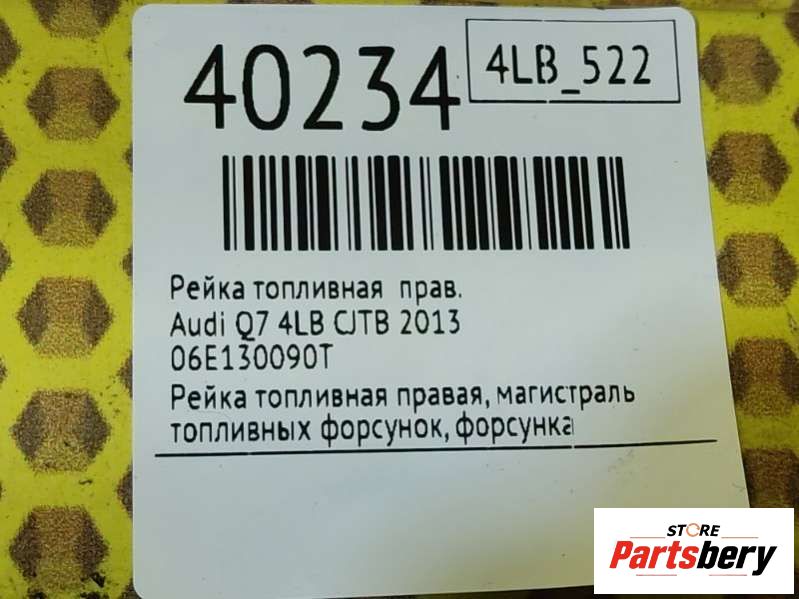 40234
4LB_522
Рейка топливная прав.
Audi Q7 4LB CJTB 2013
06E130090T
Рейка топливная правая, магистраль
топливных форсунок, форсунка
STORE
Partsbery